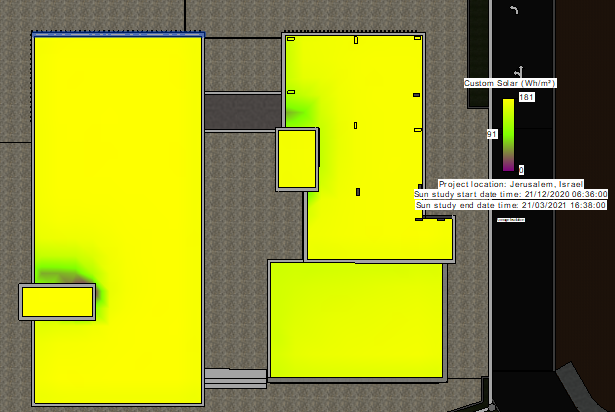 Custom Solar (Wh/m²)
161
91
0
Project location: Jerusalem, Israel
Sun study start date time: 21/12/2020 06:36:00
Sun study end date time: 21/03/2021 16:38:00